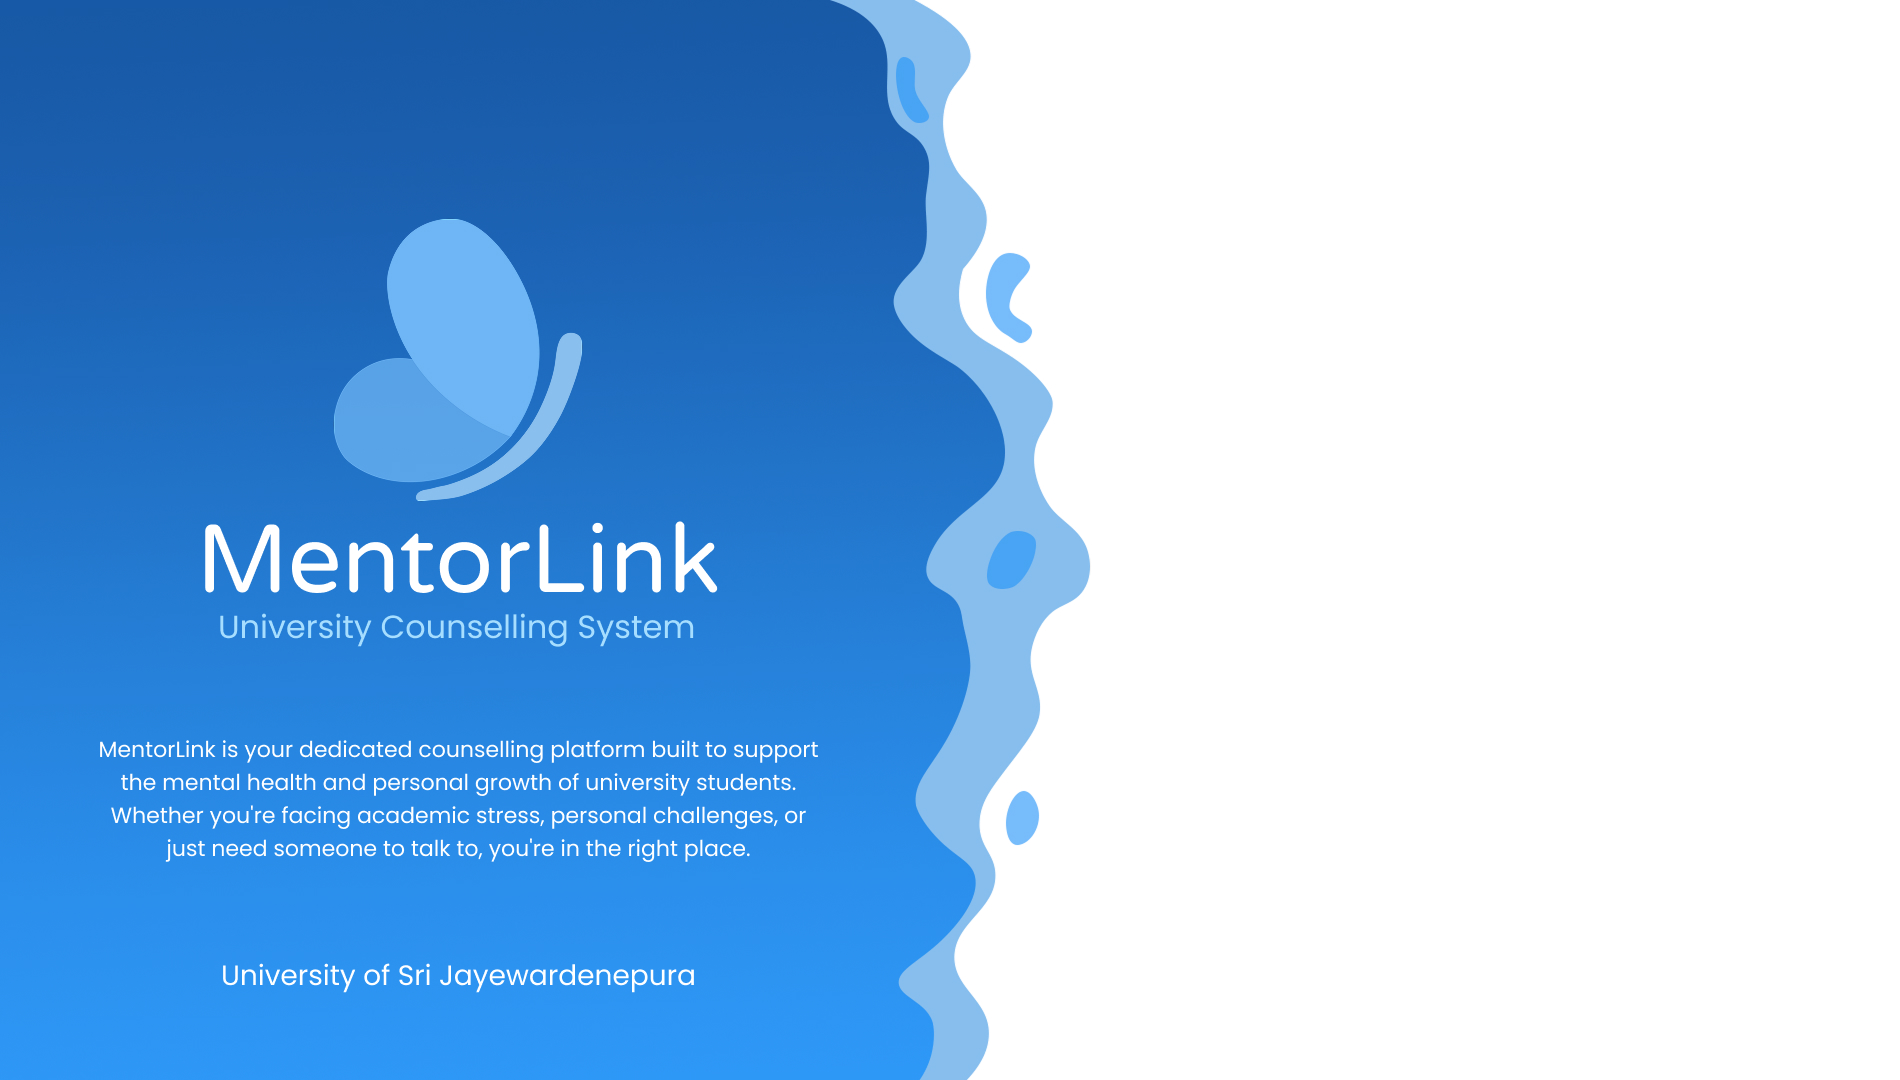 MentorLink
University Counselling System
MentorLink is your dedicated counselling platform built to support
the mental health and personal growth of university students.
Whether you're facing academic stress, personal challenges, or
just need someone to talk to, you're in the right place.
University of Sri Jayewardenepura